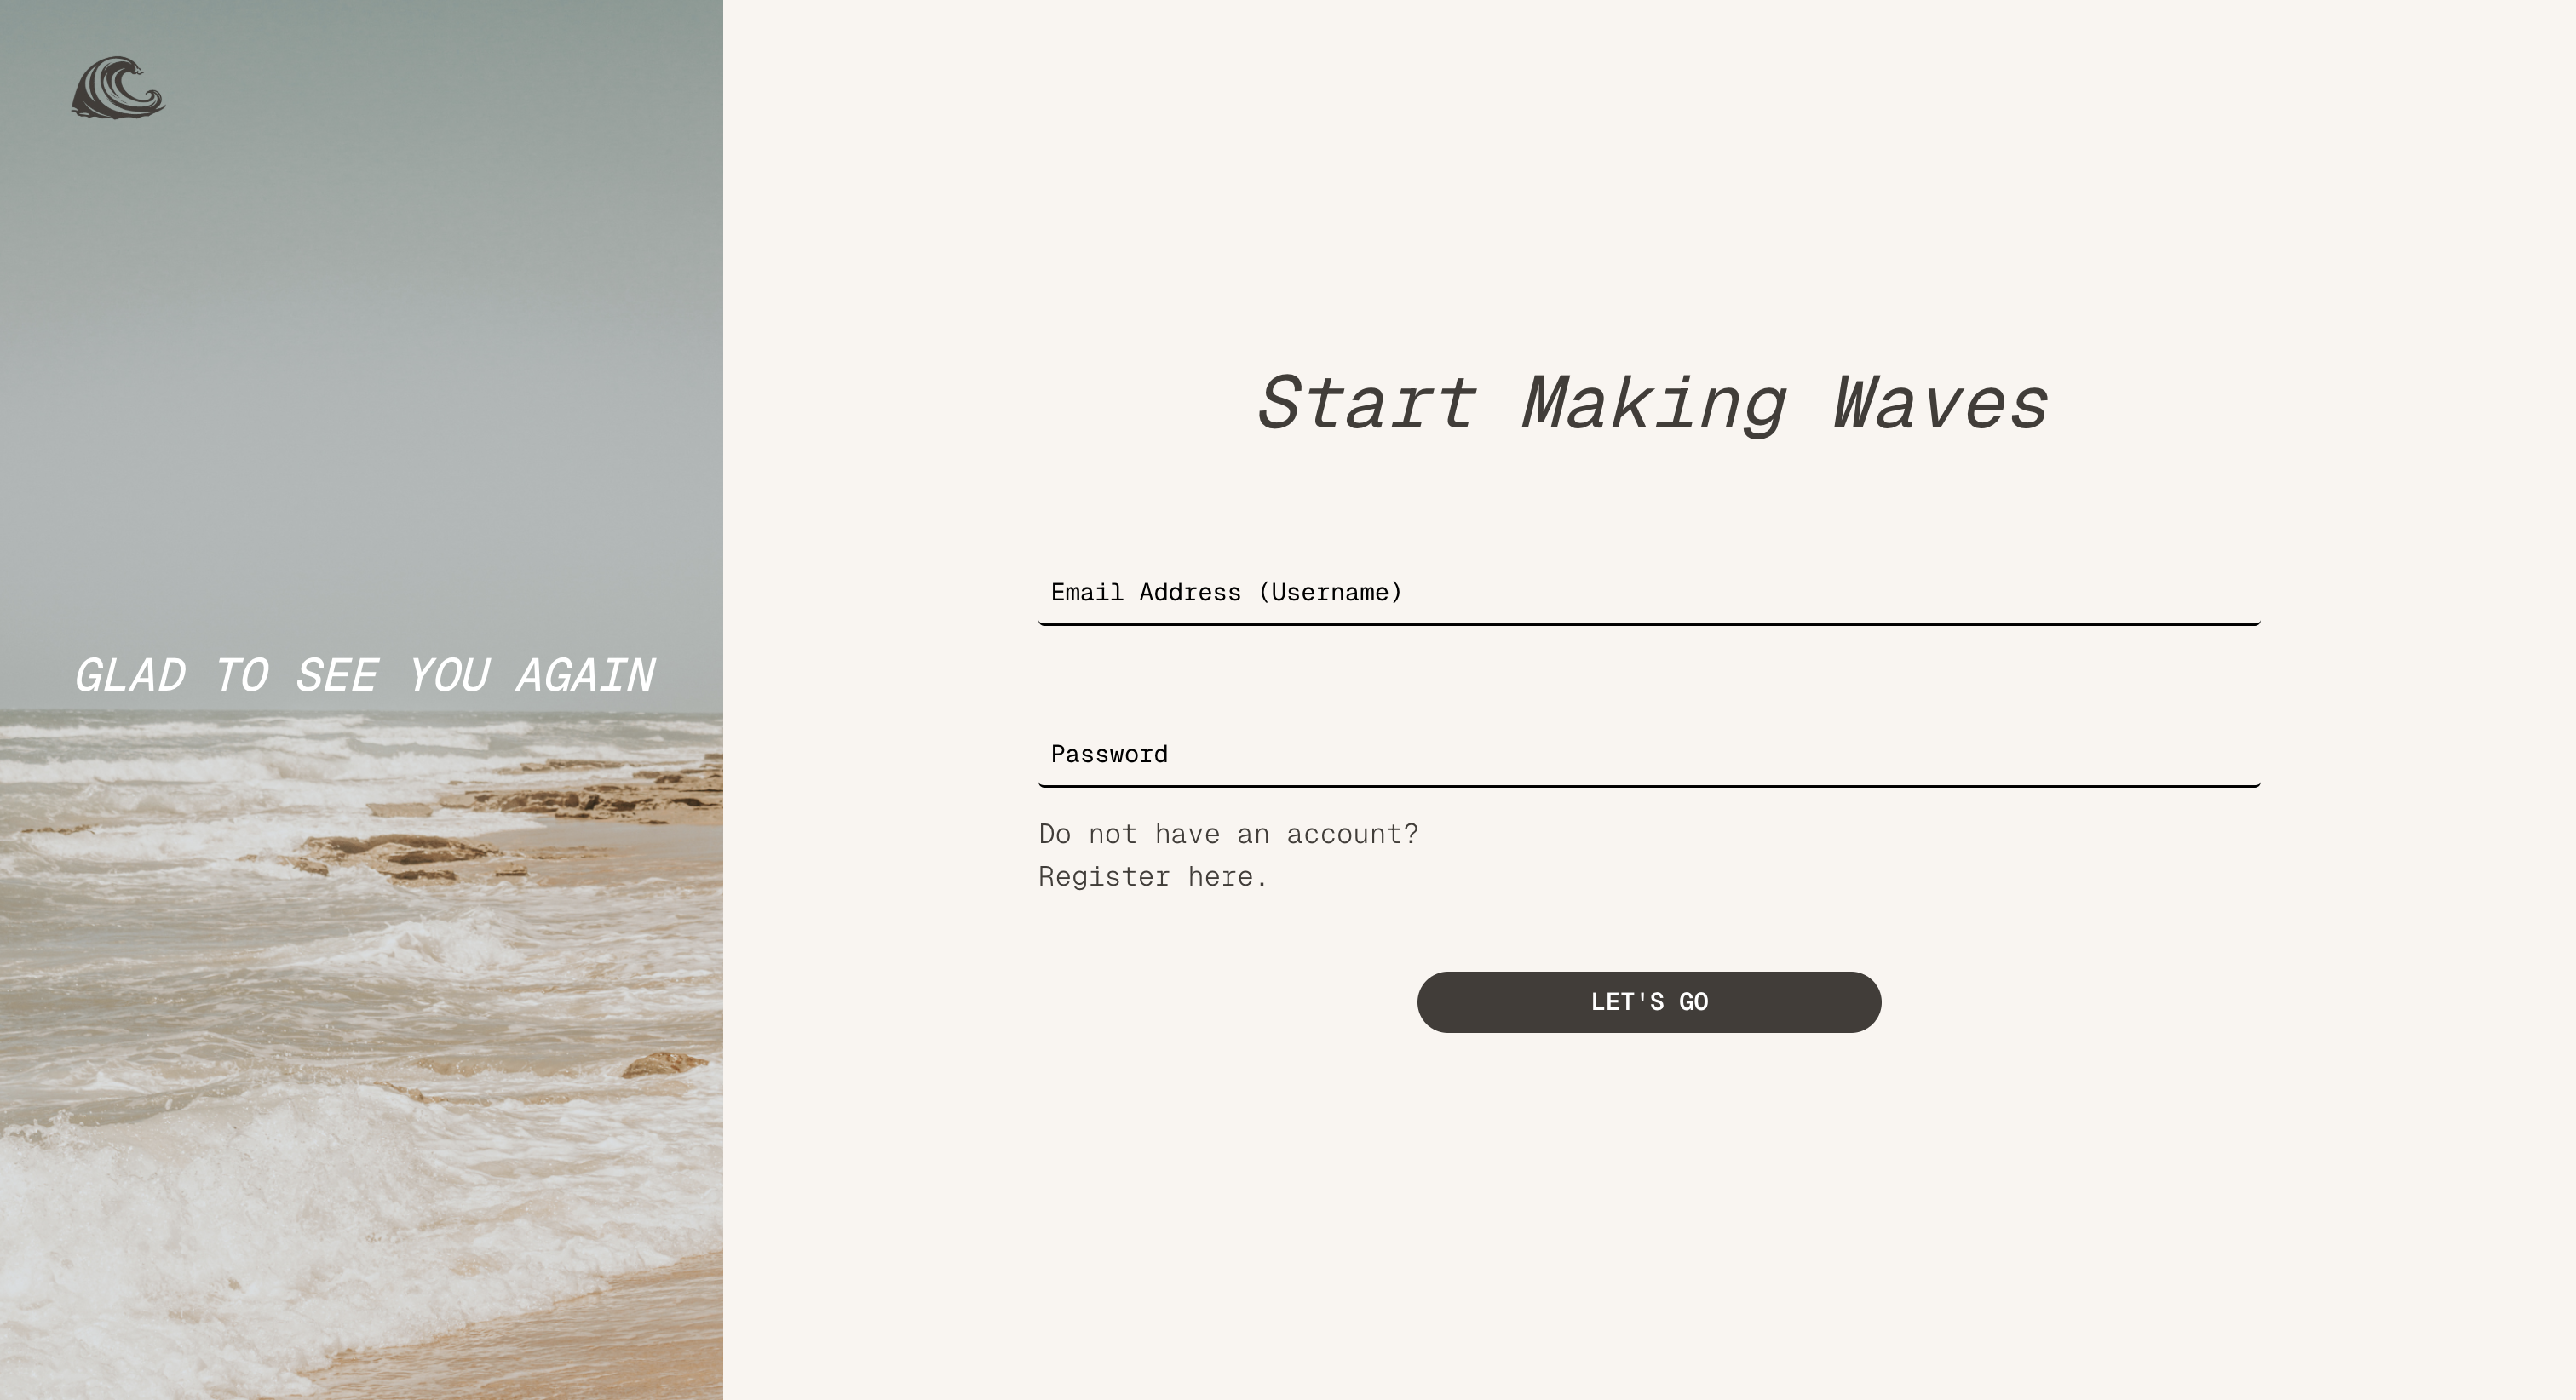 GLAD TO SEE YOU AGAIN
Start Making Waves
Email Address (Username)
Password
Do not have an account?
Register here.
LET'S GO